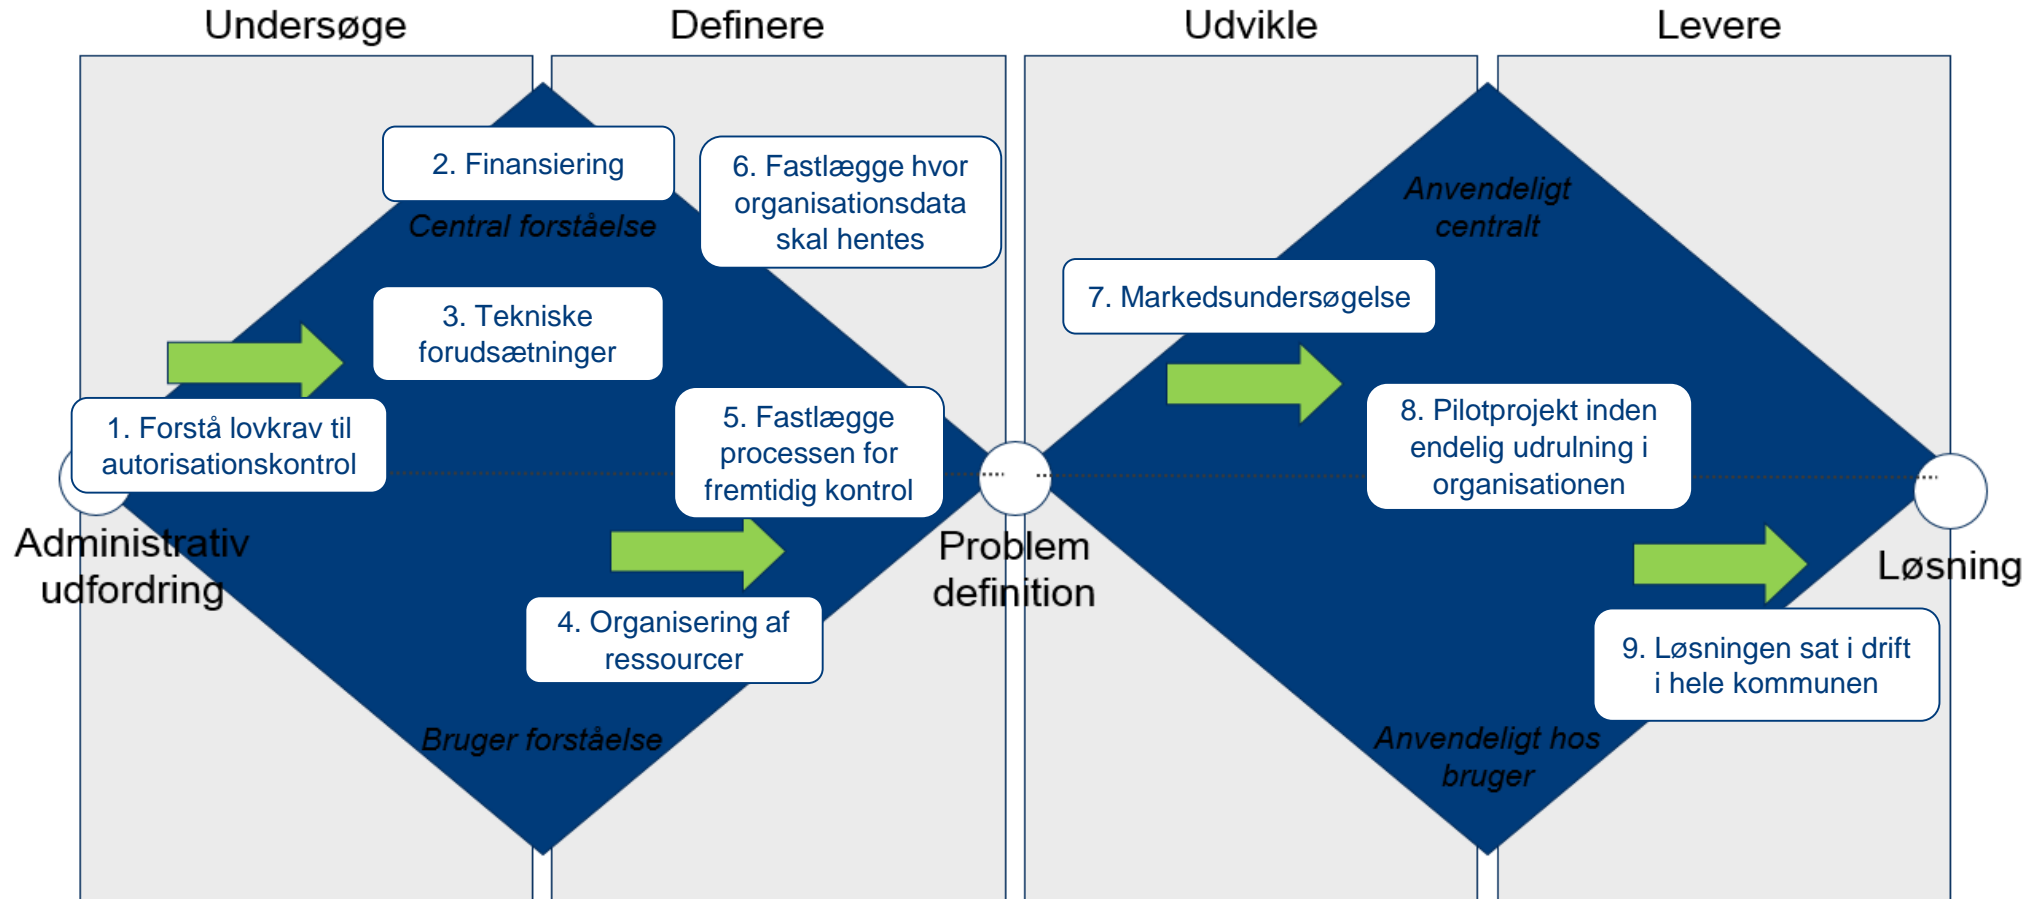 Undersøge
Definere
Udvikle
Levere
2. Finansiering
Central forståelse
6. Fastlægge hvor
organisationsdata
skal hentes
3. Tekniske
forudsætninger
1. Forstå lovkrav til
autorisationskontrol
5. Fastlægge
processen for
fremtidig kontrol
Administrativ
udfordring
4. Organisering af
ressourcer
Bruger forståelse
Problem
definition
Anvendeligt
centralt
7. Markedsundersøgelse
8. Pilotprojekt inden
endelig udrulning i
organisationen
Løsning
9. Løsningen sat i drift
i hele kommunen
Anvendeligt hos
bruger